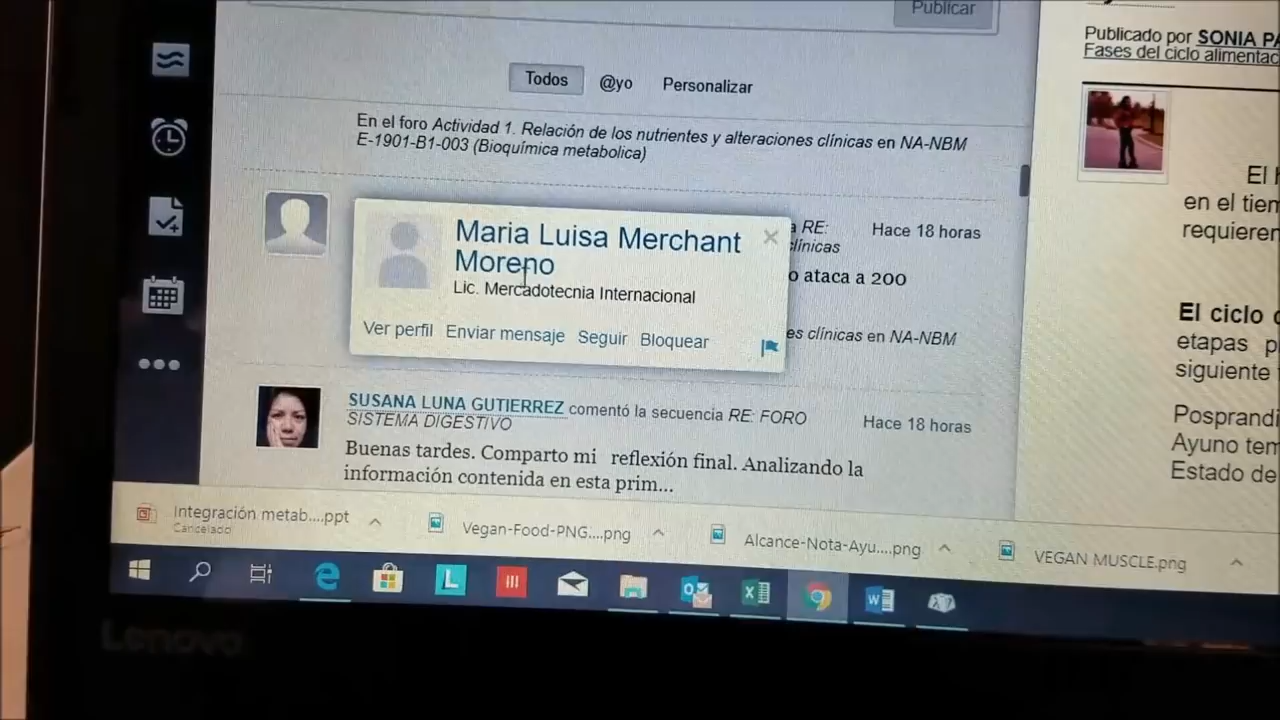 Publicar
Todos @yo Personalizar
En el foro Actividad 1. Relación de los nutrientes y alteraciones clínicas en NA-NBM
E-1901-B1-003 (Bioquímica metabolica)
a RE:
clínicas
Hace 18 horas
o ataca a 200
es clínicas en NA-NBM
Maria Luisa Merchant
Moreno
Lic. Mercadotecnia Internacional
Ver perfil Enviar mensaje Seguir Bloquear
SUSANA LUNA GUTIERREZ comentó la secuencia RE: FORO
SISTEMA DIGESTIVO
Hace 18 horas
Buenas tardes. Comparto mi reflexión final. Analizando la
información contenida en esta prim...
Publicado por SONIA PA
Fases del ciclo alimentac
El h
en el tiem
requieren
El ciclo
etapas p
siguiente
Posprandi
Ayuno tem
Estado de
Integración metab....ppt
Cancelado
Vegan-Food-PNG....png
Alcance-Nota-Ayu....png
VEGAN MUSCLE.png
Lenovo